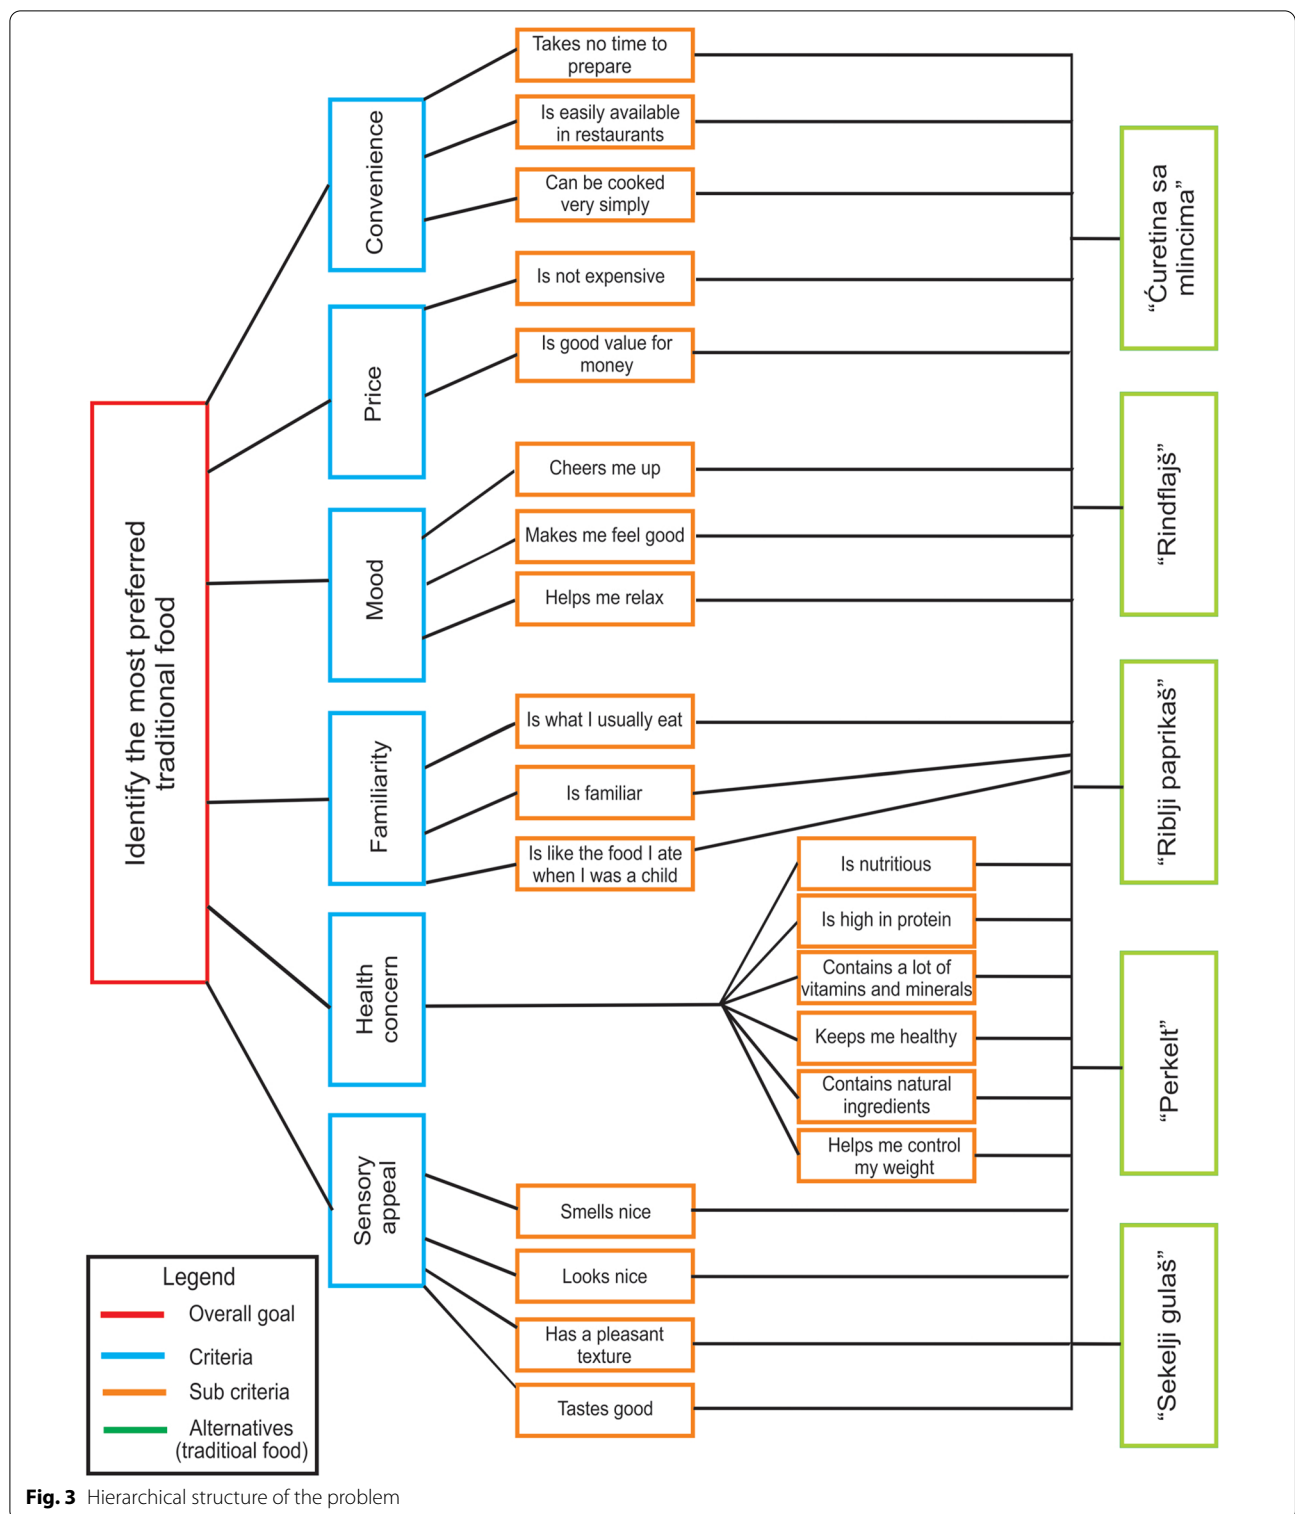 Identify the most preferred
traditional food
Convenience
Price
Mood
Familiarity
Health
concern
Sensory
appeal
Takes no time to
prepare
Is easily available
in restaurants
Can be cooked
very simply
Is not expensive
Is good value for
money
Cheers me up
Makes me feel good
Helps me relax
Is what I usually eat
Is familiar
Is like the food I ate
when I was a child
Is nutritious
Is high in protein
Contains a lot of
vitamins and minerals
Keeps me healthy
Contains natural
ingredients
Helps me control
my weight
Smells nice
Looks nice
Has a pleasant
texture
Tastes good
“Ćuretina sa
mlincima”
“Rindflajš”
“Riblji paprikaš”
“Perkelt”
“Sekelji gulaš”
Legend
Overall goal
Criteria
Sub criteria
Alternatives
(traditioal food)
Fig. 3 Hierarchical structure of the problem